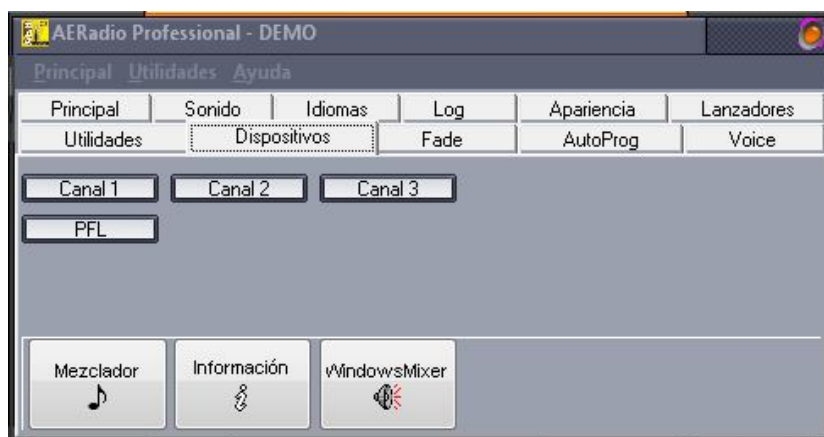 AERadio Professional - DEMO
Principal Utilidades Ayuda
Principal Sonido Idiomas Log Apariencia Lanzadores
Utilidades Dispositivos Fade AutoProg Voice
Canal 1 Canal 2 Canal 3
PFL
Mezclador Información WindowsMixer